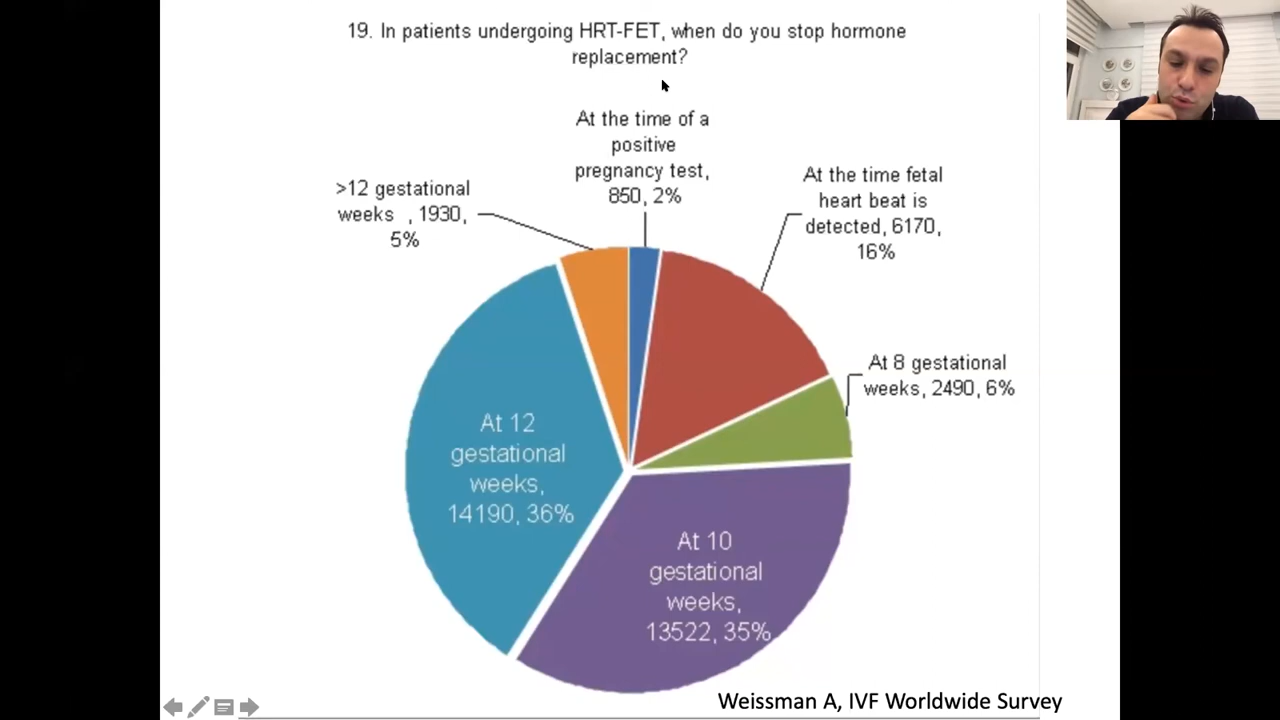 19. In patients undergoing HRT-FET, when do you stop hormone
replacement?
At the time of a
positive
pregnancy test,
850, 2%
>12 gestational
weeks , 1930,
5%
At the time fetal
heart beat is
detected, 6170,
16%
At 8 gestational
weeks, 2490, 6%
At 12
gestational
weeks,
14190, 36%
At 10
gestational
weeks,
13522, 35%
Weissman A, IVF Worldwide Survey